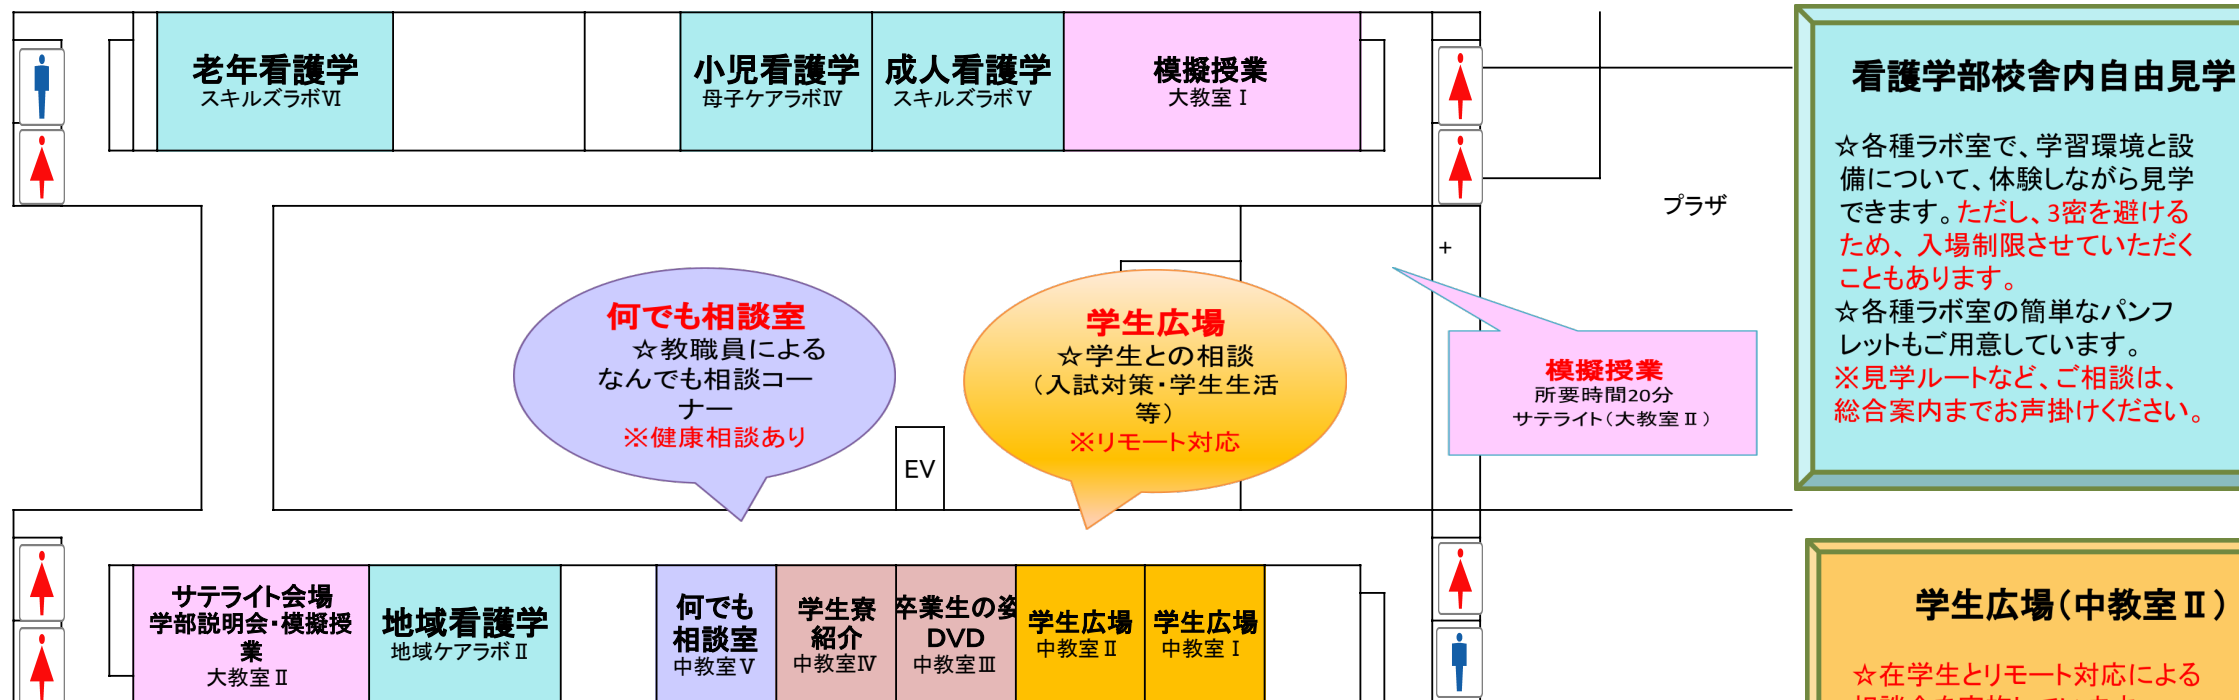 老年看護学
スキルズラボⅥ
小児看護学
母子ケアラボⅣ
成人看護学
スキルズラボⅤ
模擬授業
大教室Ⅰ
プラザ
+
何でも相談室
☆教職員による
なんでも相談コー
ナー
※健康相談あり
学生広場
☆学生との相談
（入試対策・学生生活
等）
※リモート対応
EV
模擬授業
所要時間20分
サテライト（大教室Ⅱ）
サテライト会場
学部説明会・模擬授
業
大教室Ⅱ
地域看護学
地域ケアラボⅡ
何でも
相談室
中教室Ⅴ
学生寮
紹介
中教室Ⅳ
卒業生の姿
DVD
中教室Ⅲ
学生広場
中教室Ⅱ
学生広場
中教室Ⅰ
看護学部校舎内自由見学
☆各種ラボ室で、学習環境と設
備について、体験しながら見学
できます。ただし、3密を避ける
ため、入場制限させていただく
こともあります。
☆各種ラボ室の簡単なパンフ
レットもご用意しています。
※見学ルートなど、ご相談は、
総合案内までお声掛けください。
学生広場（中教室Ⅱ）
☆在学生とリモート対応による